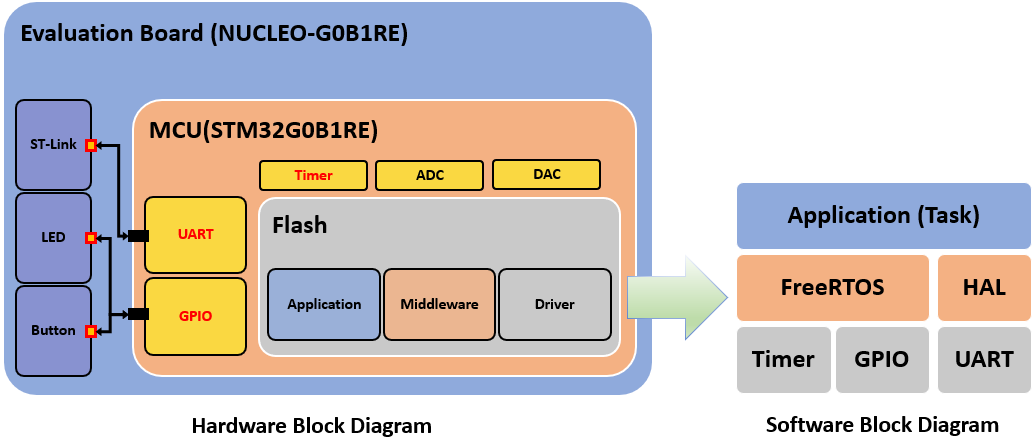 Evaluation Board (NUCLEO-G0B1RE)
ST-Link
LED
Button
MCU(STM32G0B1RE)
Timer
ADC
DAC
UART
GPIO
Flash
Application
Middleware
Driver
Hardware Block Diagram
Application (Task)
FreeRTOS
HAL
Timer
GPIO
UART
Software Block Diagram